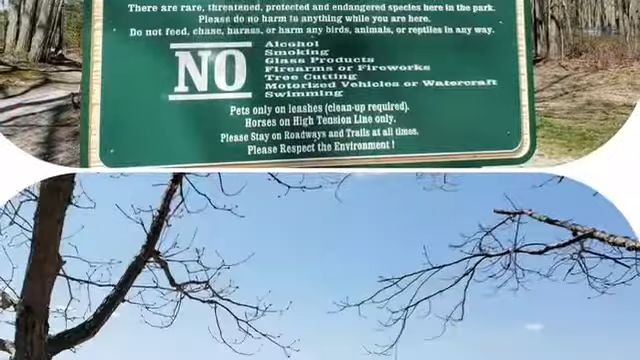 There are rare, threatened, protected and endangered species here in the park.
Please do no harm to anything while you are here.
Do not feed, chase, harass, or harm any birds, animals, or reptiles in any way.
NO
Alcohol
Smoking
Glass Products
Firearms or Fireworks
Tree Cutting
Motorized Vehicles or Watercraft
Swimming
Pets only on leashes (clean-up required).
Horses on High Tension Line only.
Please Stay on Roadways and Trails at all times.
Please Respect the Environment !